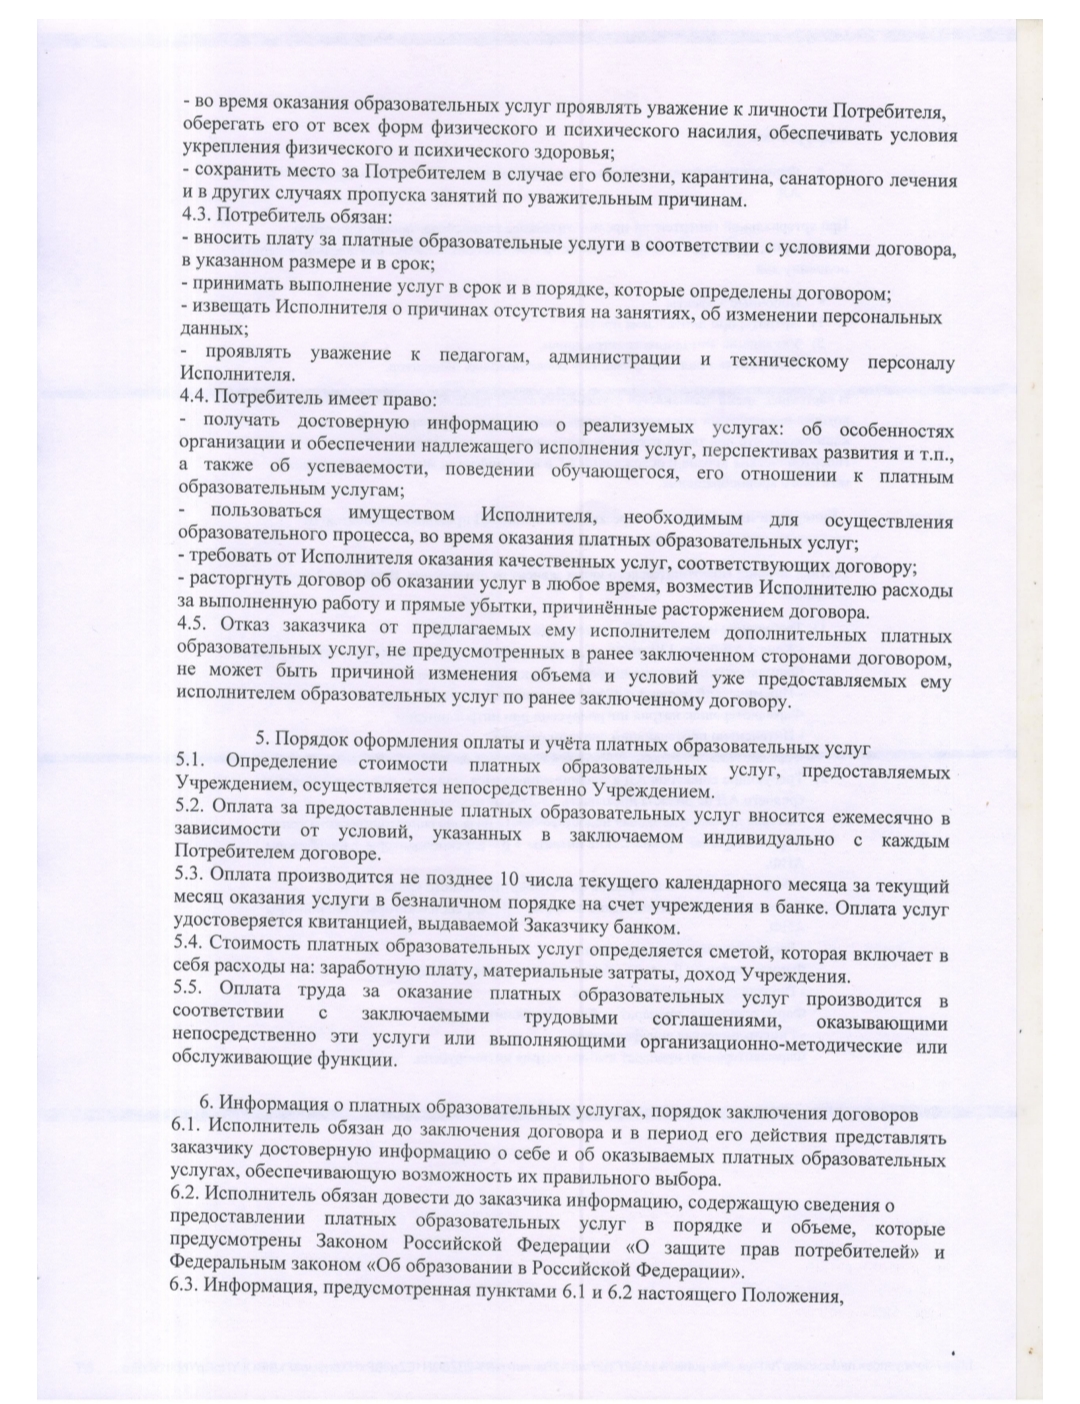 - во время оказания образовательных услуг проявлять уважение к личности Потребителя,
оберегать его от всех форм физического и психического насилия, обеспечивать условия
укрепления физического и психического здоровья;
- сохранить место за Потребителем в случае его болезни, карантина, санаторного лечения
и в других случаях пропуска занятий по уважительным причинам.
4.3. Потребитель обязан:
- вносить плату за платные образовательные услуги в соответствии с условиями договора,
в указанном размере и в срок;
- принимать выполнение услуг в срок и в порядке, которые определены договором;
- извещать Исполнителя о причинах отсутствия на занятиях, об изменении персональных
данных;
- проявлять уважение к педагогам, администрации и техническому персоналу
Исполнителя.
4.4. Потребитель имеет право:
- получать достоверную информацию о реализуемых услугах: об особенностях
организации и обеспечении надлежащего исполнения услуг, перспективах развития и т.п.,
а также об успеваемости, поведении обучающегося, его отношении к платным
образовательным услугам;
- пользоваться имуществом Исполнителя, необходимым для осуществления
образовательного процесса, во время оказания платных образовательных услуг;
- требовать от Исполнителя оказания качественных услуг, соответствующих договору;
- расторгнуть договор об оказании услуг в любое время, возместив Исполнителю расходы
за выполненную работу и прямые убытки, причинённые расторжением договора.
4.5. Отказ заказчика от предлагаемых ему исполнителем дополнительных платных
образовательных услуг, не предусмотренных в ранее заключенном сторонами договором,
не может быть причиной изменения объема и условий уже предоставляемых ему
исполнителем образовательных услуг по ранее заключенному договору.
5. Порядок оформления оплаты и учёта платных образовательных услуг
5.1. Определение стоимости платных образовательных услуг, предоставляемых
Учреждением, осуществляется непосредственно Учреждением.
5.2. Оплата за предоставленные платные образовательных услуг вносится ежемесячно в
зависимости от условий, указанных в заключаемом индивидуально с каждым
Потребителем договоре.
5.3. Оплата производится не позднее 10 числа текущего календарного месяца за текущий
месяц оказания услуги в безналичном порядке на счет учреждения в банке. Оплата услуг
удостоверяется квитанцией, выдаваемой Заказчику банком.
5.4. Стоимость платных образовательных услуг определяется сметой, которая включает в
себя расходы на: заработную плату, материальные затраты, доход Учреждения.
5.5. Оплата труда за оказание платных образовательных услуг производится в
соответствии с заключаемыми трудовыми соглашениями, оказывающими
непосредственно эти услуги или выполняющими организационно-методические или
обслуживающие функции.
6. Информация о платных образовательных услугах, порядок заключения договоров
6.1. Исполнитель обязан до заключения договора и в период его действия представлять
заказчику достоверную информацию о себе и об оказываемых платных образовательных
услугах, обеспечивающую возможность их правильного выбора.
6.2. Исполнитель обязан довести до заказчика информацию, содержащую сведения о
предоставлении платных образовательных услуг в порядке и объеме, которые
предусмотрены Законом Российской Федерации «О защите прав потребителей» и
Федеральным законом «Об образовании в Российской Федерации».
6.3. Информация, предусмотренная пунктами 6.1 и 6.2 настоящего Положения,